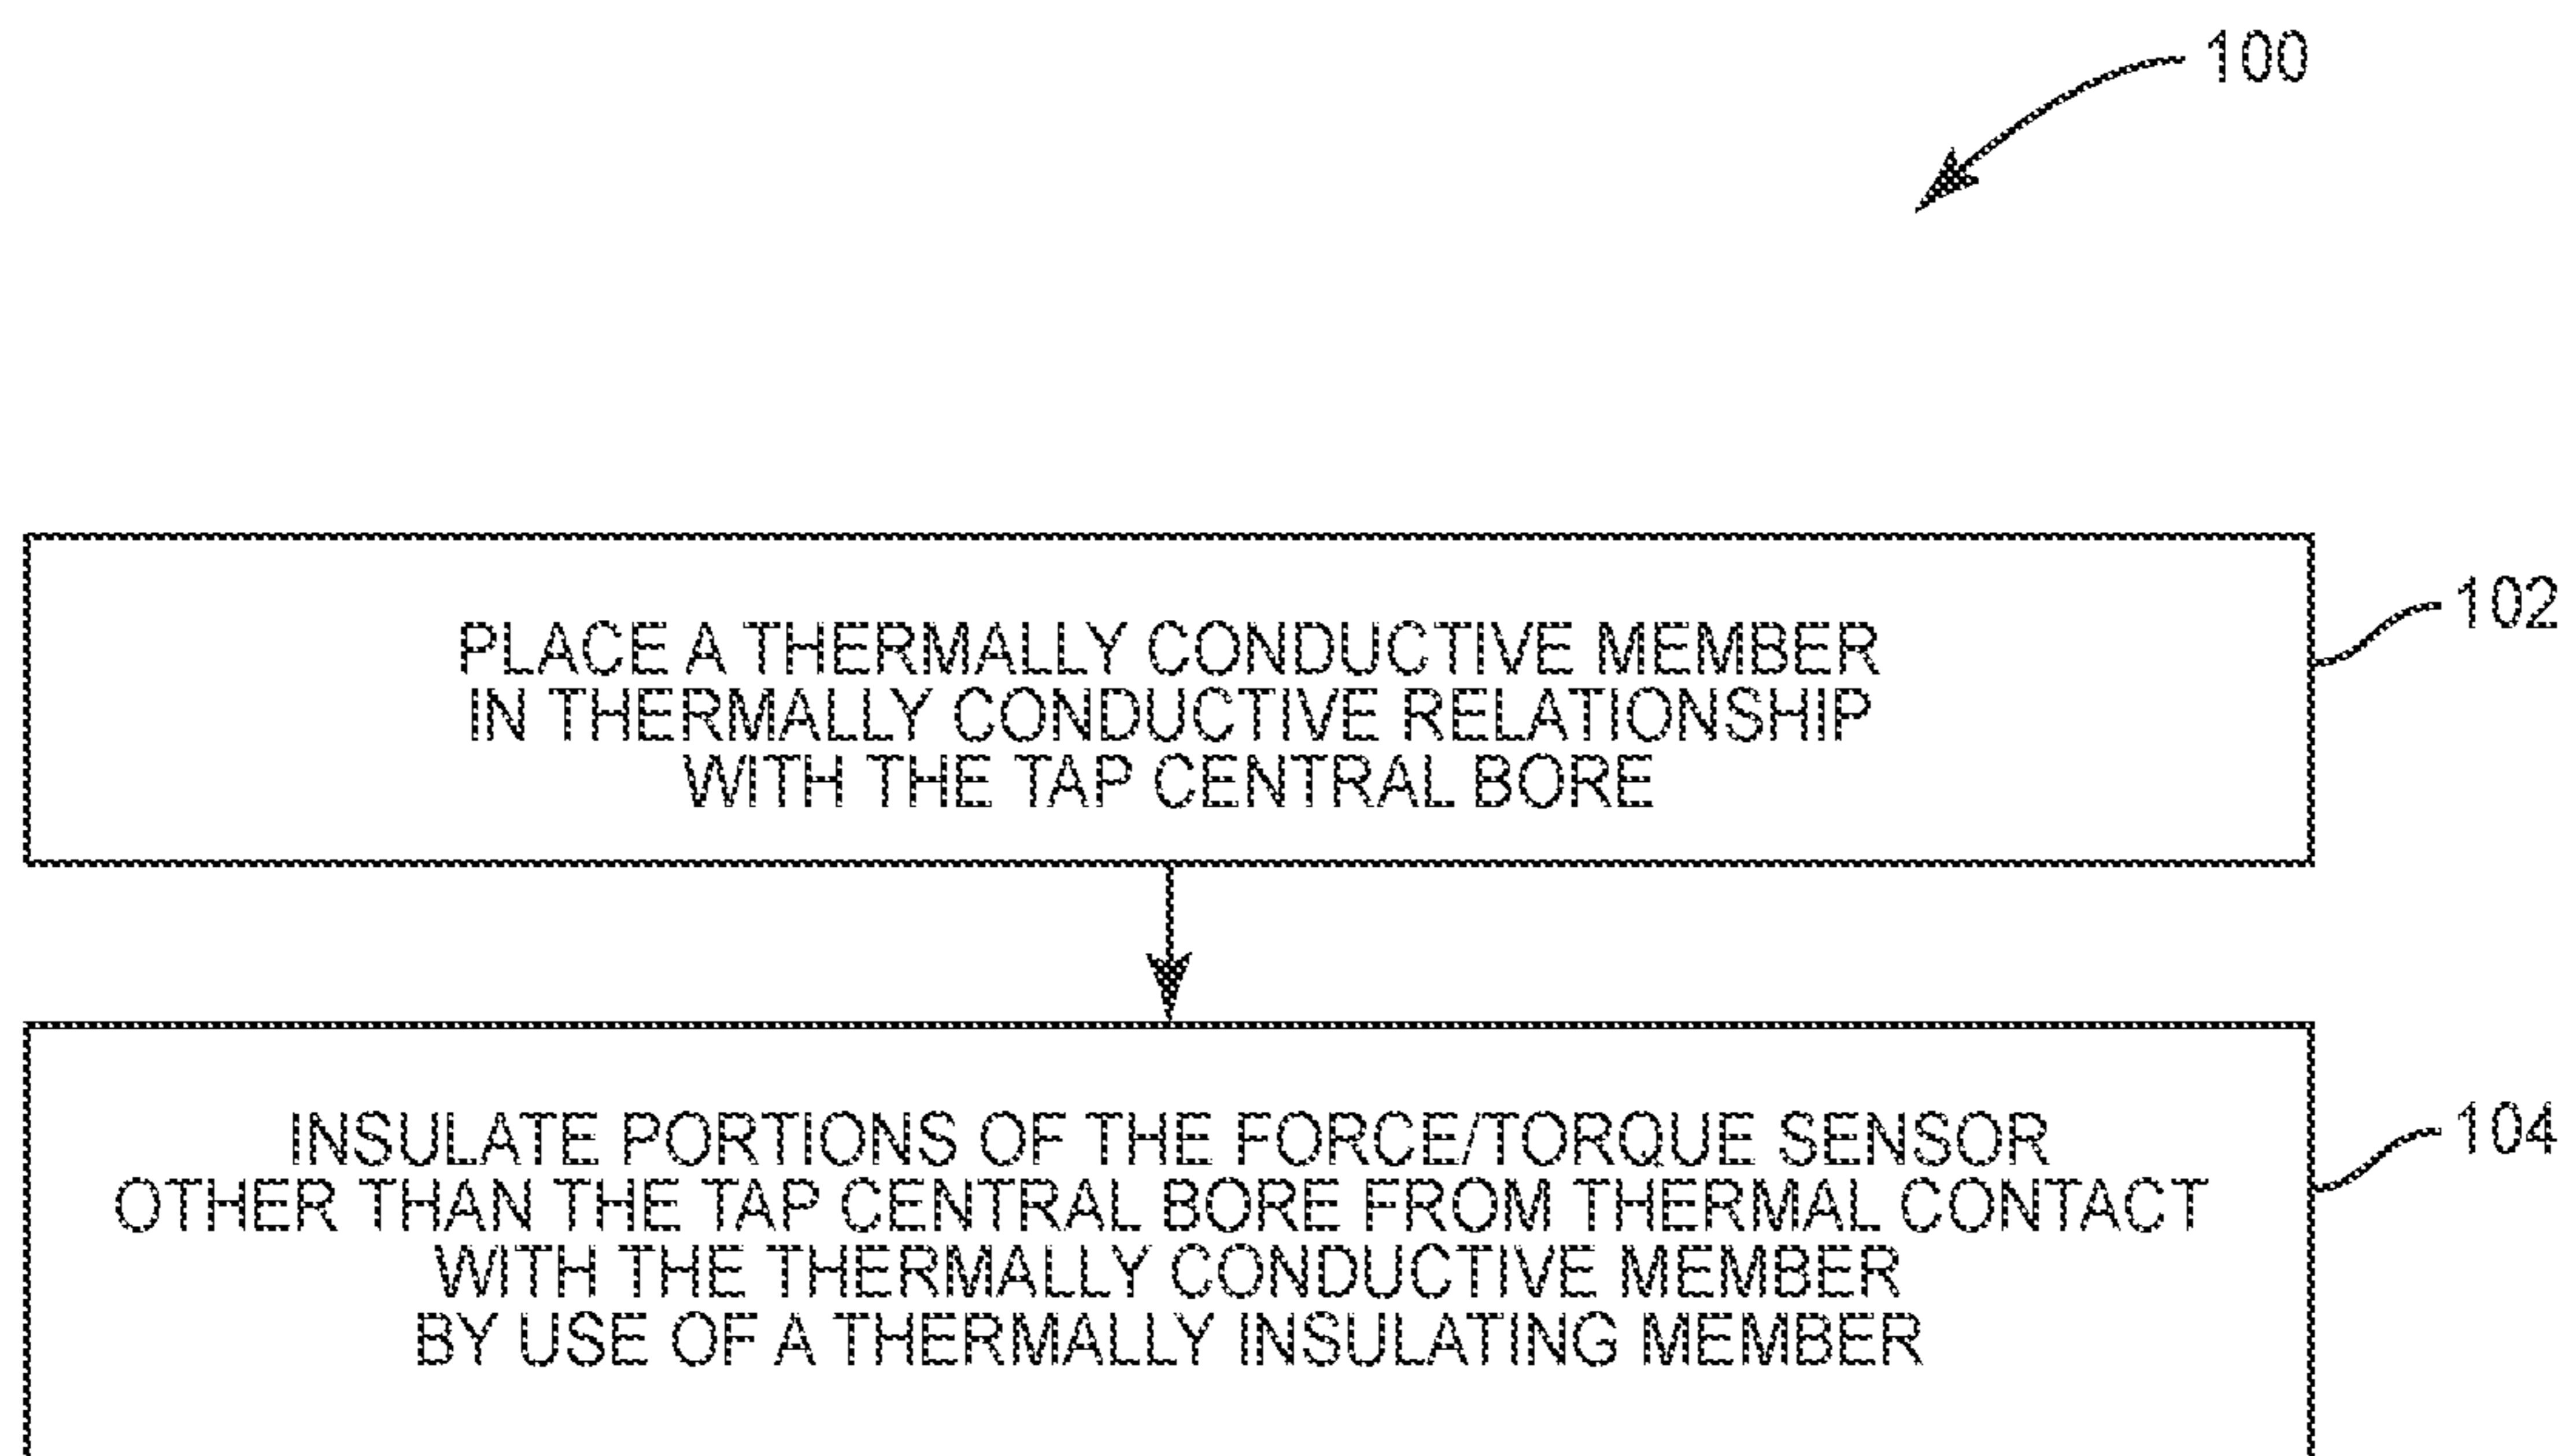 100
PLACE A THERMALLY CONDUCTIVE MEMBER
IN THERMALLY CONDUCTIVE RELATIONSHIP
WITH THE TAP CENTRAL BORE
102
INSULATE PORTIONS OF THE FORCE/TORQUE SENSOR
OTHER THAN THE TAP CENTRAL BORE FROM THERMAL CONTACT
WITH THE THERMALLY CONDUCTIVE MEMBER
BY USE OF A THERMALLY INSULATING MEMBER
104